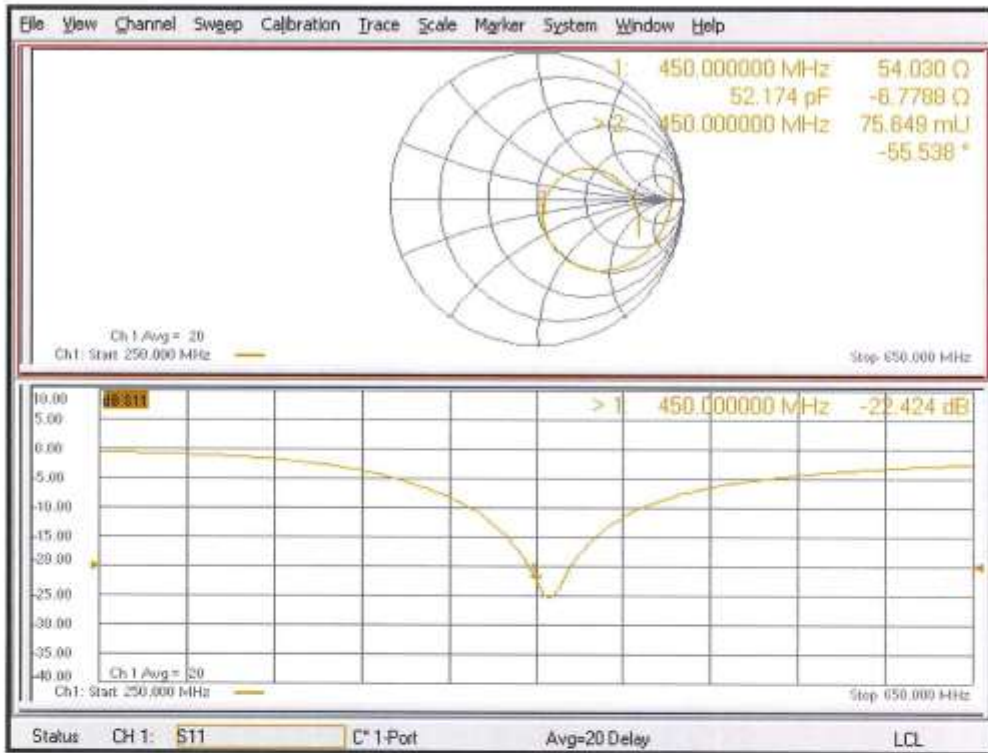 File View Channel Sweep Calibration Trace Scale Marker System Window Help
1: 450.000000 MHz 54.030 Ω
52.174 pF -6.7788 Ω
> 2: 450.000000 MHz 75.649 mU
-55.538 °
Ch 1 Avg = 20
Ch1: Start 250.000 MHz
Stop 650.000 MHz
10.00
dB S11
> 1 450.000000 MHz -22.424 dB
5.00
0.00
-5.00
-10.00
-15.00
-20.00
-25.00
-30.00
-35.00
-40.00
Ch 1 Avg = 20
Ch1: Start 250.000 MHz
Stop 650.000 MHz
Status CH 1: S11 C* 1-Port Avg=20 Delay LCL